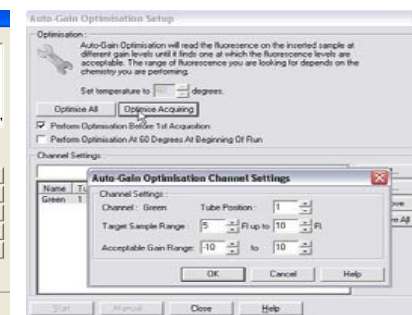 Auto-Gain Optimisation Setup
Optimisation :
Auto-Gain Optimisation will read the fluorescence on the inserted sample at
different gain levels until it finds one at which the fluorescence levels are
acceptable. The range of fluorescence you are looking for depends on the
chemistry you are performing.
Set temperature to degrees.
Optimise All Optimise Acquiring
Perform Optimisation Before 1st Acquisition
Perform Optimisation At 60 Degrees At Beginning Of Run
Channel Settings :
Name
Green 1
Auto-Gain Optimisation Channel Settings
Channel Settings :
Channel : Green Tube Position : 1
Target Sample Range : 5 Fl up to 10 Fl
Acceptable Gain Range: -10 to 10
OK Cancel Help
Start Manual Close Help